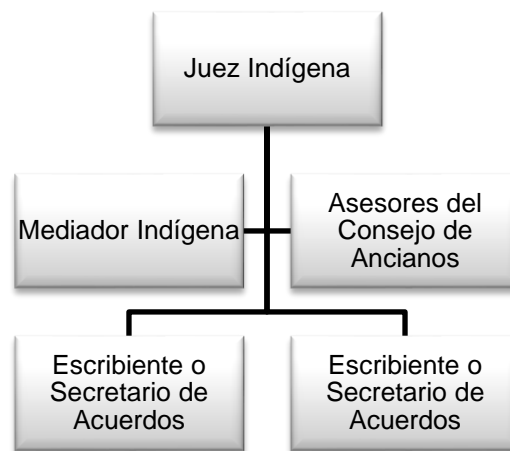 Juez Indígena
Mediador Indígena
Asesores del
Consejo de
Ancianos
Escribiente o
Secretario de
Acuerdos
Escribiente o
Secretario de
Acuerdos